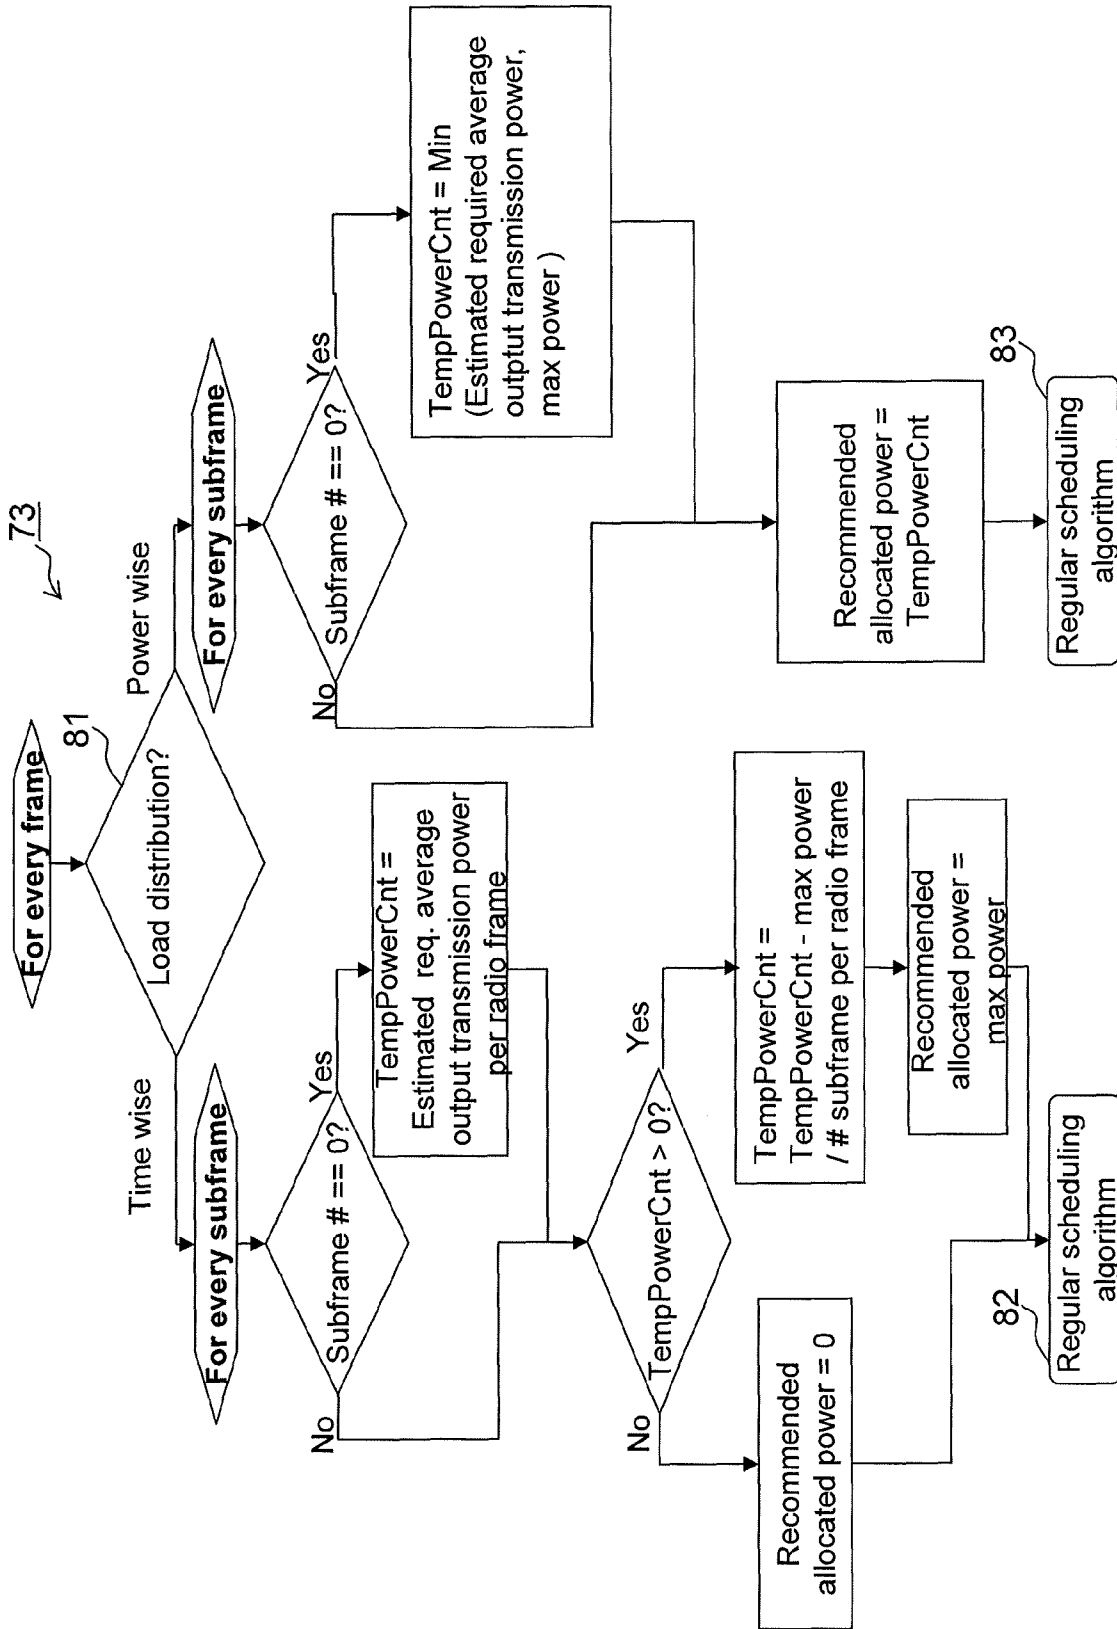 73
For every frame
81
Load distribution?
Time wise
Power wise
For every subframe
Subframe # == 0?
No
Yes
TempPowerCnt =
Estimated req. average
output transmission power
per radio frame
TempPowerCnt > 0?
No
Yes
Recommended
allocated power = 0
TempPowerCnt =
TempPowerCnt - max power
/ # subframe per radio frame
Recommended
allocated power =
max power
82
Regular scheduling
algorithm
For every subframe
Subframe # == 0?
No
Yes
TempPowerCnt = Min
(Estimated required average
outptut transmission power,
max power )
Recommended
allocated power =
TempPowerCnt
83
Regular scheduling
algorithm